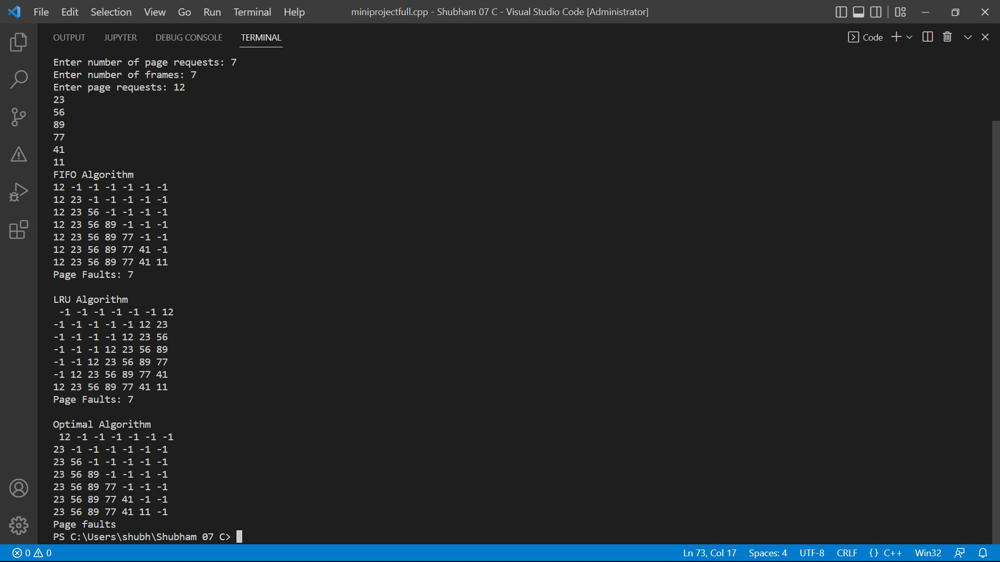 File Edit Selection View Go Run Terminal Help miniprojectfull.cpp - Shubham 07 C - Visual Studio Code [Administrator]
OUTPUT JUPYTER DEBUG CONSOLE TERMINAL Code
Enter number of page requests: 7
Enter number of frames: 7
Enter page requests: 12
23
56
89
77
41
11
FIFO Algorithm
12 -1 -1 -1 -1 -1 -1
12 23 -1 -1 -1 -1 -1
12 23 56 -1 -1 -1 -1
12 23 56 89 -1 -1 -1
12 23 56 89 77 -1 -1
12 23 56 89 77 41 -1
12 23 56 89 77 41 11
Page Faults: 7
LRU Algorithm
-1 -1 -1 -1 -1 -1 12
-1 -1 -1 -1 -1 12 23
-1 -1 -1 -1 12 23 56
-1 -1 -1 12 23 56 89
-1 -1 12 23 56 89 77
-1 12 23 56 89 77 41
12 23 56 89 77 41 11
Page Faults: 7
Optimal Algorithm
12 -1 -1 -1 -1 -1 -1
23 -1 -1 -1 -1 -1 -1
23 56 -1 -1 -1 -1 -1
23 56 89 -1 -1 -1 -1
23 56 89 77 -1 -1 -1
23 56 89 77 41 -1 -1
23 56 89 77 41 11 -1
Page faults
PS C:\Users\shubh\Shubham 07 C>
0 0 Ln 73, Col 17 Spaces: 4 UTF-8 CRLF {} C++ Win32